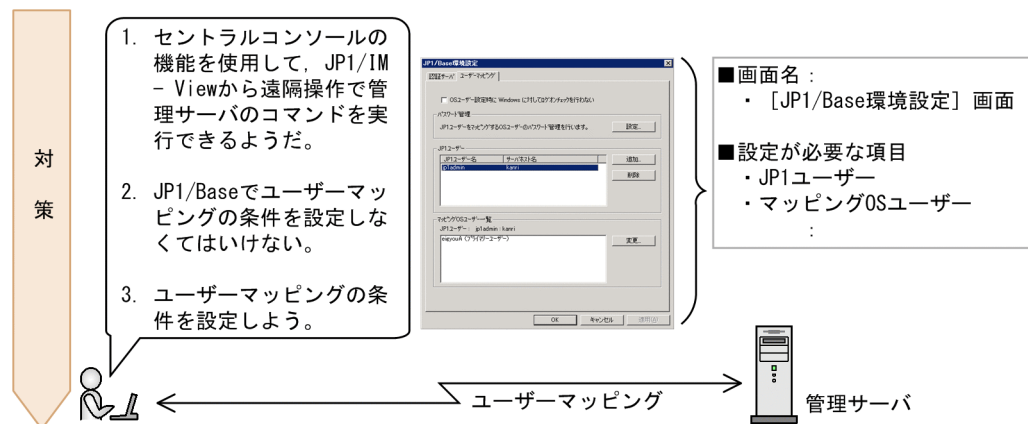 対
策
1. セントラルコンソールの
機能を使用して，JP1/IM
- Viewから遠隔操作で管
理サーバのコマンドを実
行できるようだ。
2. JP1/Baseでユーザーマッ
ピングの条件を設定しな
くてはいけない。
3. ユーザーマッピングの条
件を設定しよう。
JP1/Base環境設定
認証サーバ ユーザーマッピング
OSユーザー設定時に Windows に対してログオンチェックを行わない
パスワード管理
JP1ユーザーをマッピングするOSユーザーのパスワード管理を行います。 設定...
JP1ユーザー
JP1ユーザー名 サーバホスト名 追加...
jp1admin kanri 削除
マッピングOSユーザー一覧
JP1ユーザー： jp1admin : kanri
eigyouA (プライマリーユーザー) 変更...
OK キャンセル 適用(A)
■画面名：
・［JP1/Base環境設定］画面
■設定が必要な項目
・JP1ユーザー
・マッピングOSユーザー
：
ユーザーマッピング
管理サーバ